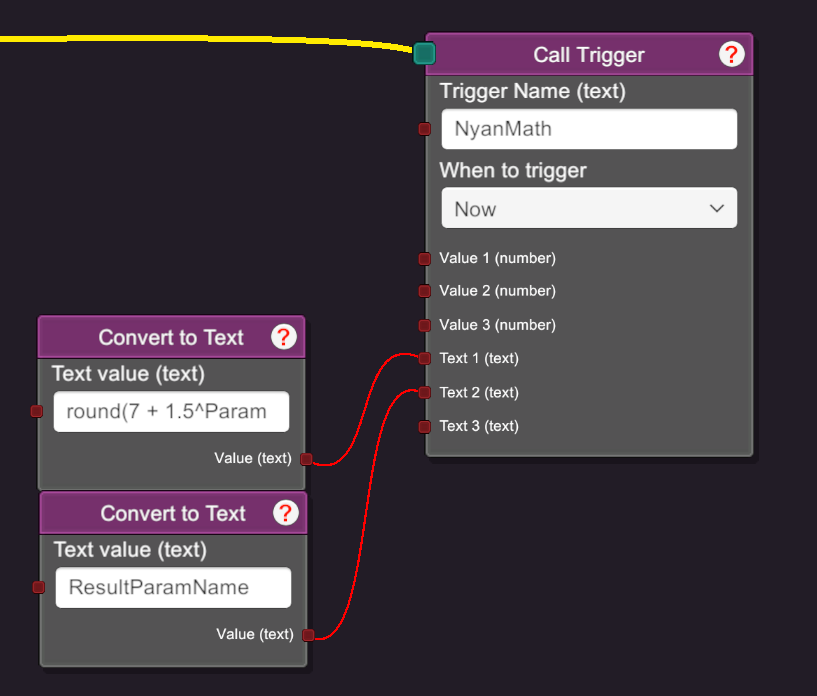 Call Trigger ?
Trigger Name (text)
NyanMath
When to trigger
Now
Value 1 (number)
Value 2 (number)
Value 3 (number)
Text 1 (text)
Text 2 (text)
Text 3 (text)
Convert to Text ?
Text value (text)
round(7 + 1.5^Param
Value (text)
Convert to Text ?
Text value (text)
ResultParamName
Value (text)